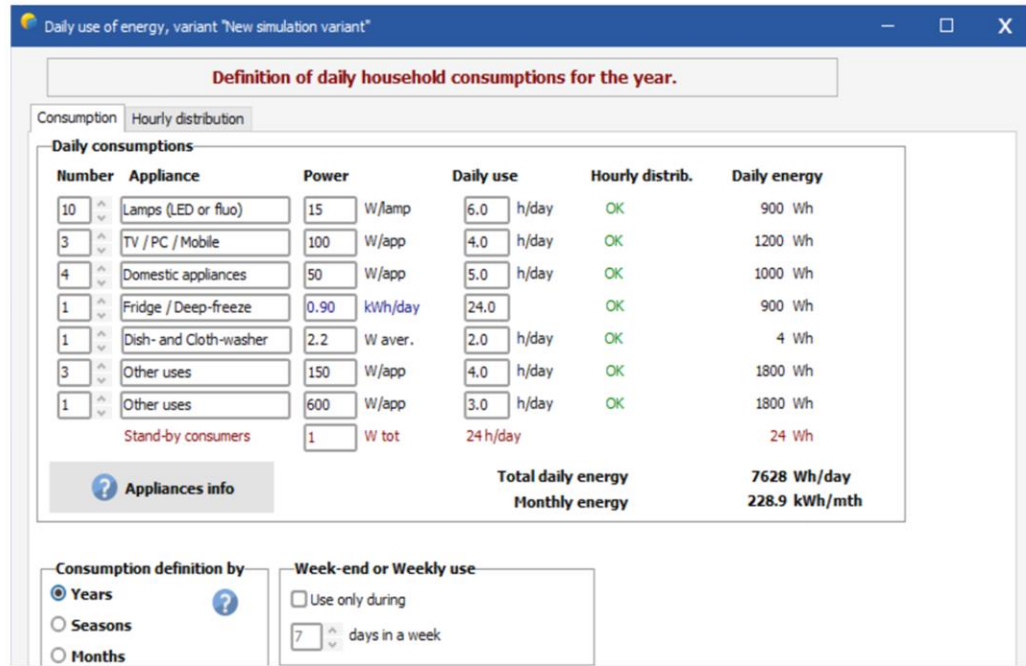 Daily use of energy, variant "New simulation variant"
Definition of daily household consumptions for the year.
Consumption Hourly distribution
Daily consumptions
Number Appliance Power Daily use Hourly distrib. Daily energy
10 Lamps (LED or fluo) 15 W/lamp 6.0 h/day OK 900 Wh
3 TV / PC / Mobile 100 W/app 4.0 h/day OK 1200 Wh
4 Domestic appliances 50 W/app 5.0 h/day OK 1000 Wh
1 Fridge / Deep-freeze 0.90 kWh/day 24.0 OK 900 Wh
1 Dish- and Cloth-washer 2.2 W aver. 2.0 h/day OK 4 Wh
3 Other uses 150 W/app 4.0 h/day OK 1800 Wh
1 Other uses 600 W/app 3.0 h/day OK 1800 Wh
Stand-by consumers 1 W tot 24 h/day 24 Wh
? Appliances info Total daily energy 7628 Wh/day
Monthly energy 228.9 kWh/mth
Consumption definition by Week-end or Weekly use
Years ? Use only during
Seasons 7 days in a week
Months